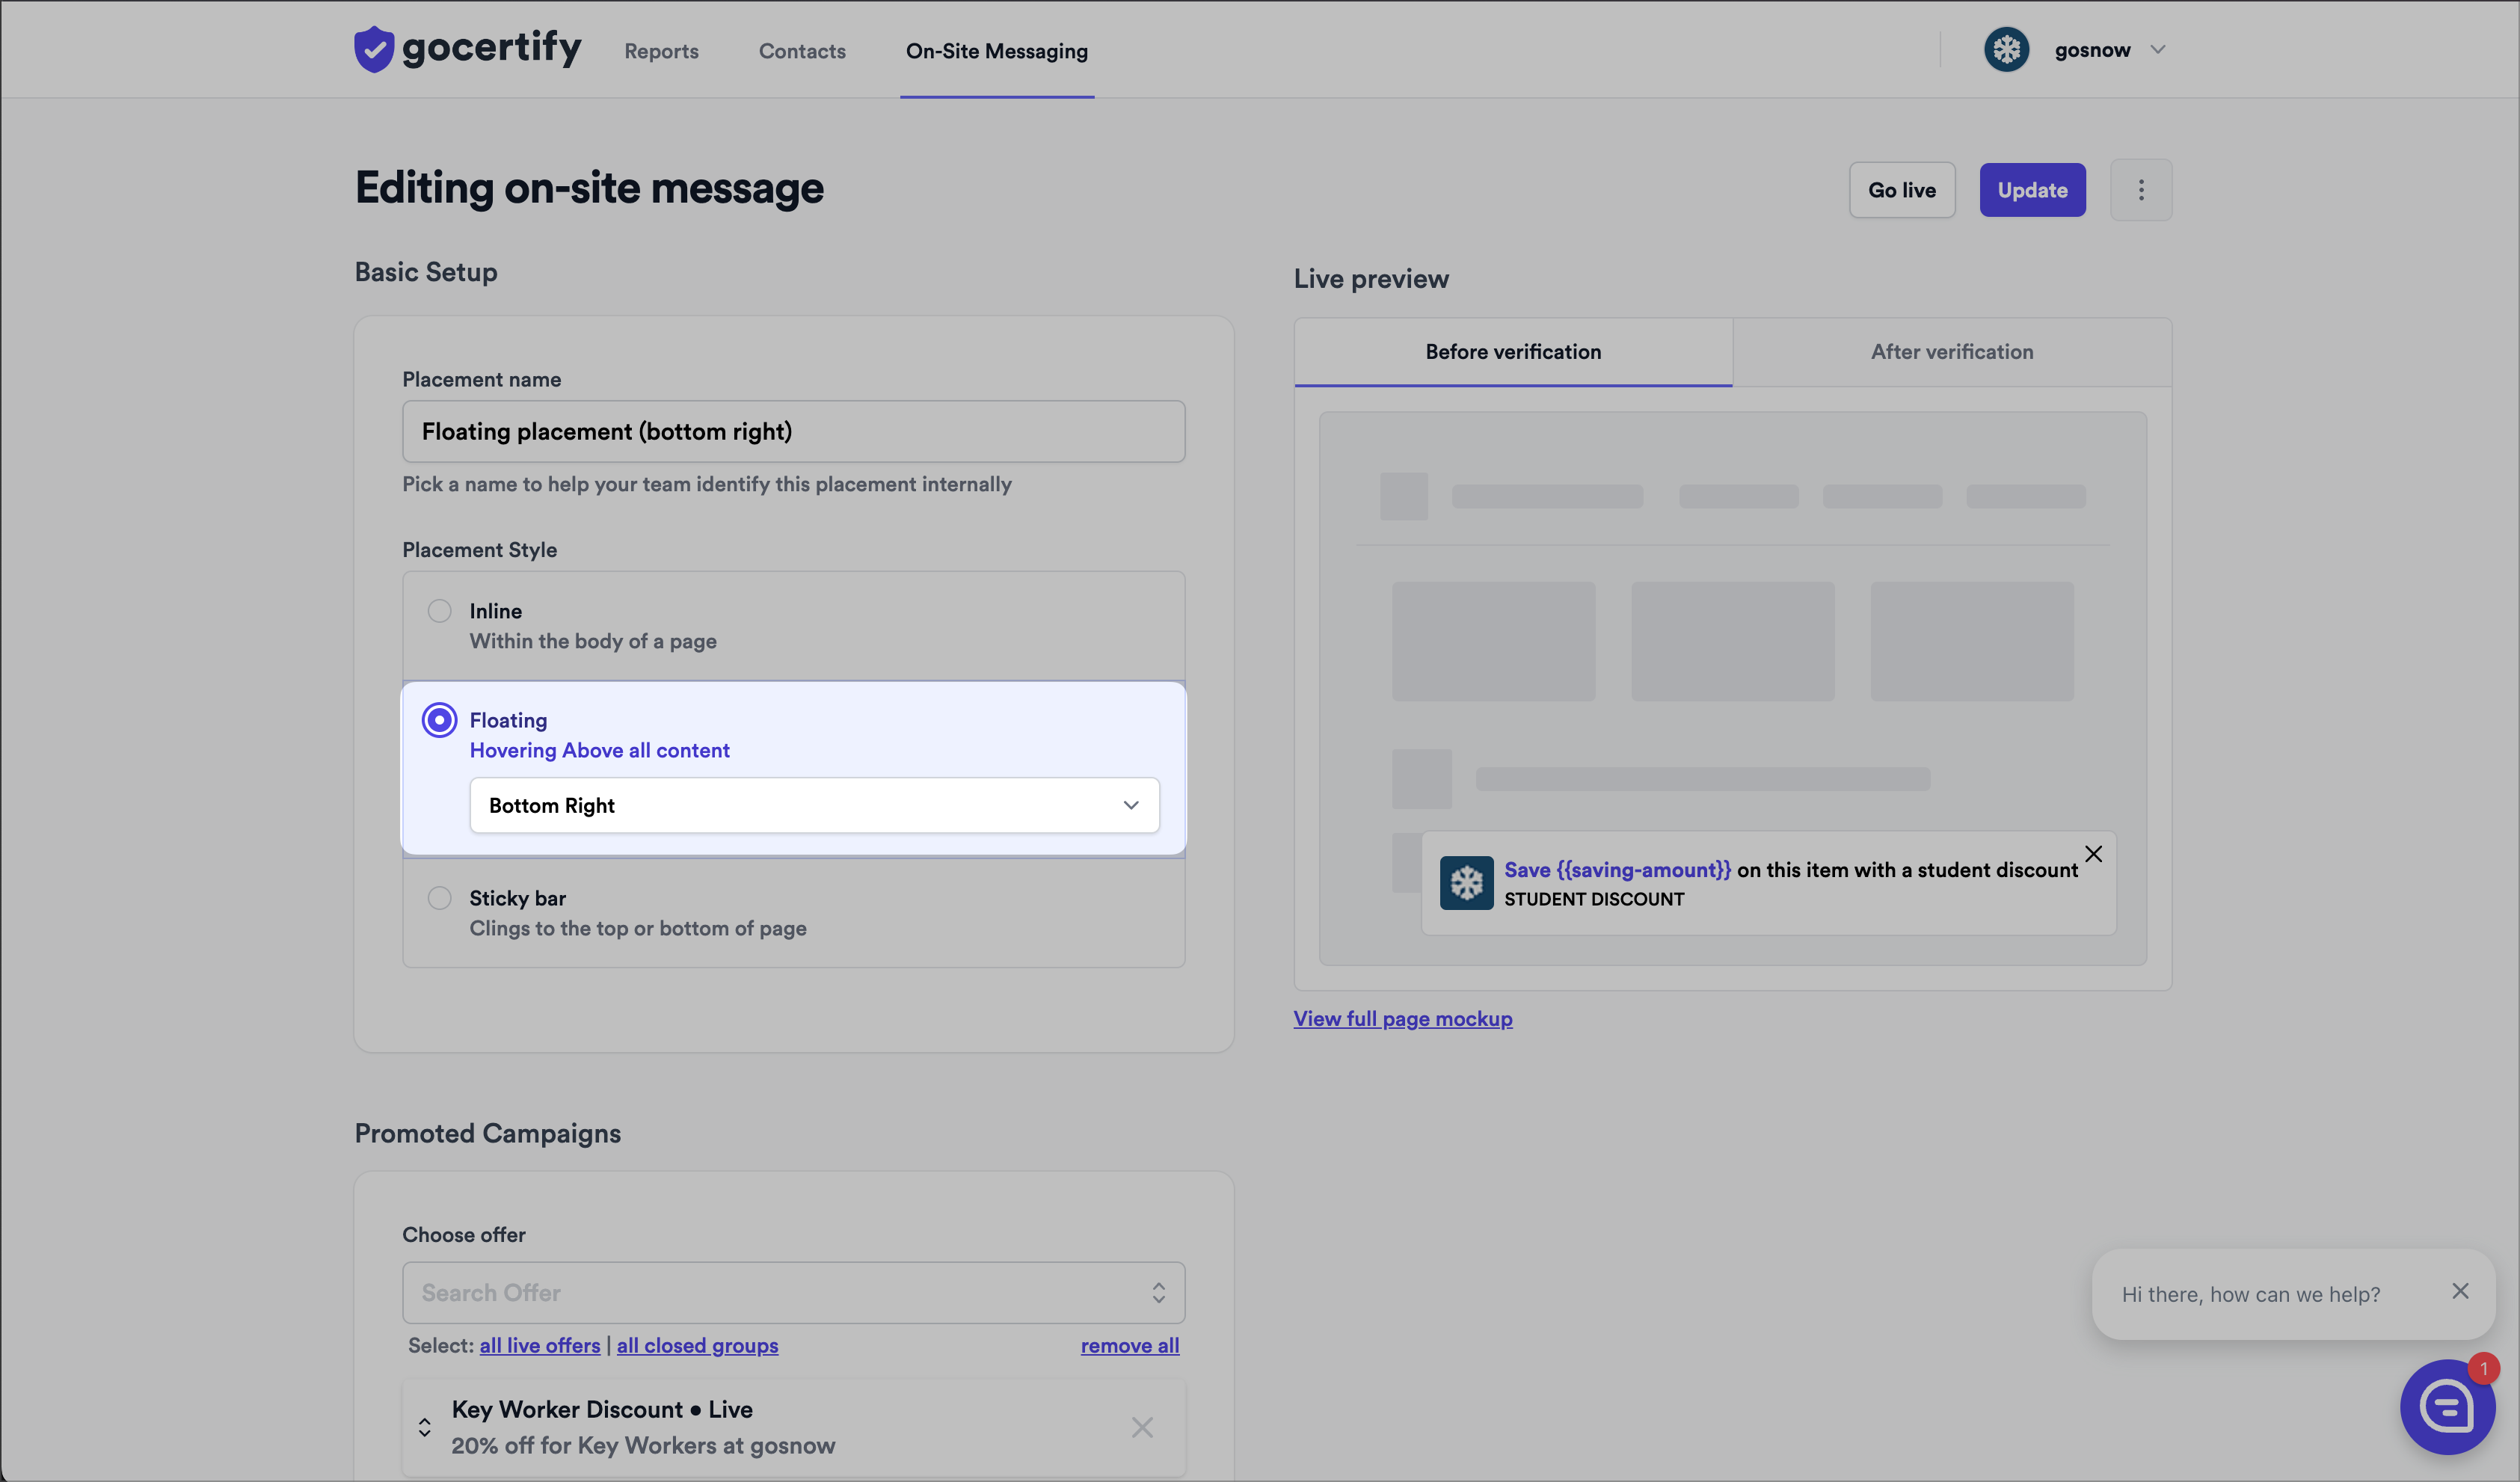 gocertify
Reports
Contacts
On-Site Messaging
gosnow
Editing on-site message
Go live
Update
Basic Setup
Placement name
Floating placement (bottom right)
Pick a name to help your team identify this placement internally
Placement Style
Inline
Within the body of a page
Floating
Hovering Above all content
Bottom Right
Sticky bar
Clings to the top or bottom of page
Live preview
Before verification
After verification
Save {{saving-amount}} on this item with a student discount
STUDENT DISCOUNT
View full page mockup
Promoted Campaigns
Choose offer
Search Offer
Select: all live offers | all closed groups
remove all
Key Worker Discount • Live
20% off for Key Workers at gosnow
Hi there, how can we help?
1